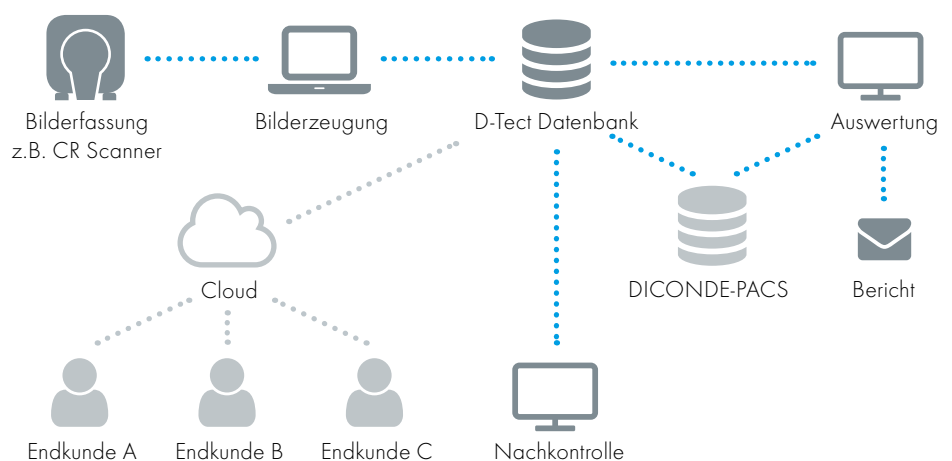 Bilderfassung
z.B. CR Scanner
Bilderzeugung
D-Tect Datenbank
Auswertung
Cloud
DICONDE-PACS
Bericht
Endkunde A
Endkunde B
Endkunde C
Nachkontrolle